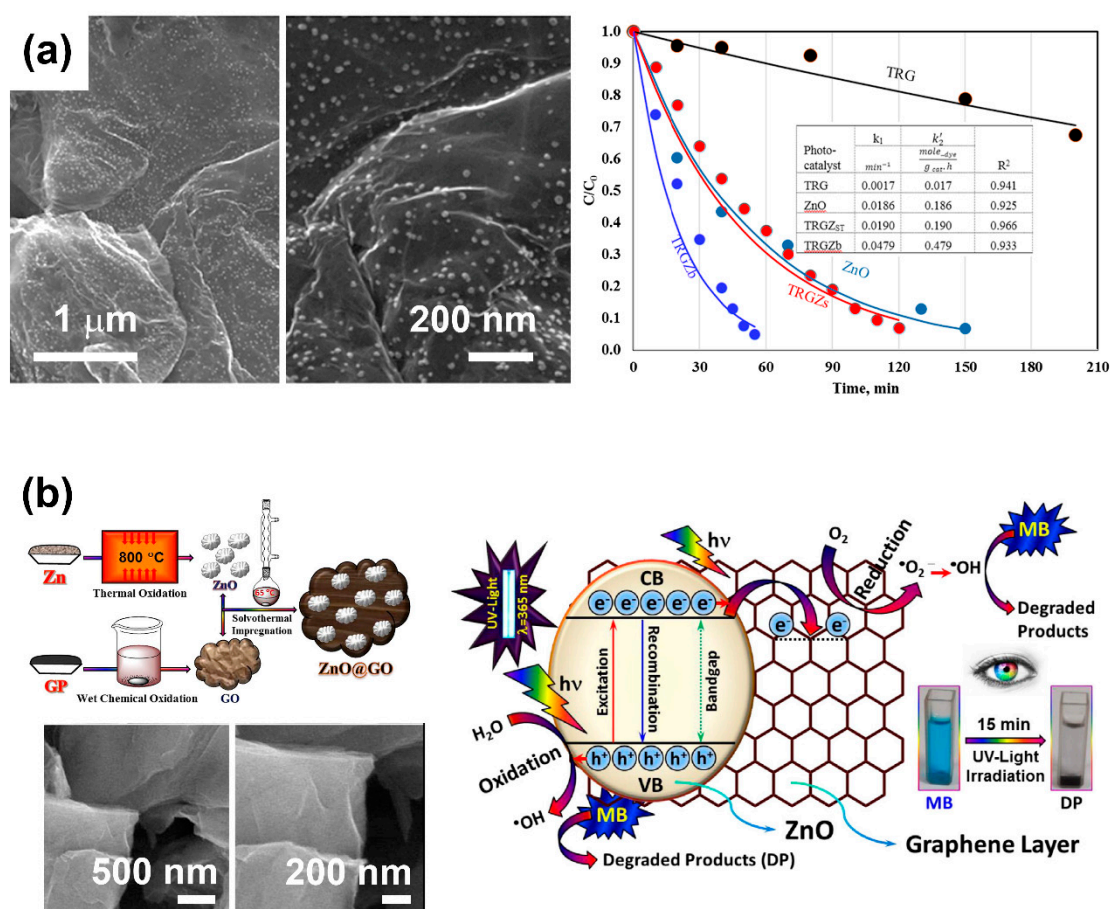 (a)
1 μm
200 nm
C/C₀
1.0
0.9
0.8
0.7
0.6
0.5
0.4
0.3
0.2
0.1
0.0
0 30 60 90 120 150 180 210
Time, min
TRG
TRGZb
TRGZs
ZnO
Photo-catalyst k₁ min⁻¹ k′₂ mole_dye/g_cat.h R²
TRG 0.0017 0.017 0.941
ZnO 0.0186 0.186 0.925
TRGZ_ST 0.0190 0.190 0.966
TRGZb 0.0479 0.479 0.933
(b)
Zn
800 °C
Thermal Oxidation
ZnO
65 °C
Solvothermal
Impregnation
ZnO@GO
GP
Wet Chemical Oxidation
GO
500 nm
200 nm
UV-Light
λ=365 nm
hν
CB
e⁻ e⁻ e⁻ e⁻ e⁻
Excitation
Recombination
Bandgap
hν
H₂O
Oxidation
•OH
h⁺ h⁺ h⁺ h⁺ h⁺
VB
MB
Degraded Products (DP)
O₂
Reduction
•O₂⁻
•OH
e⁻ e⁻
MB
Degraded
Products
15 min
UV-Light
Irradiation
MB
DP
ZnO
Graphene Layer